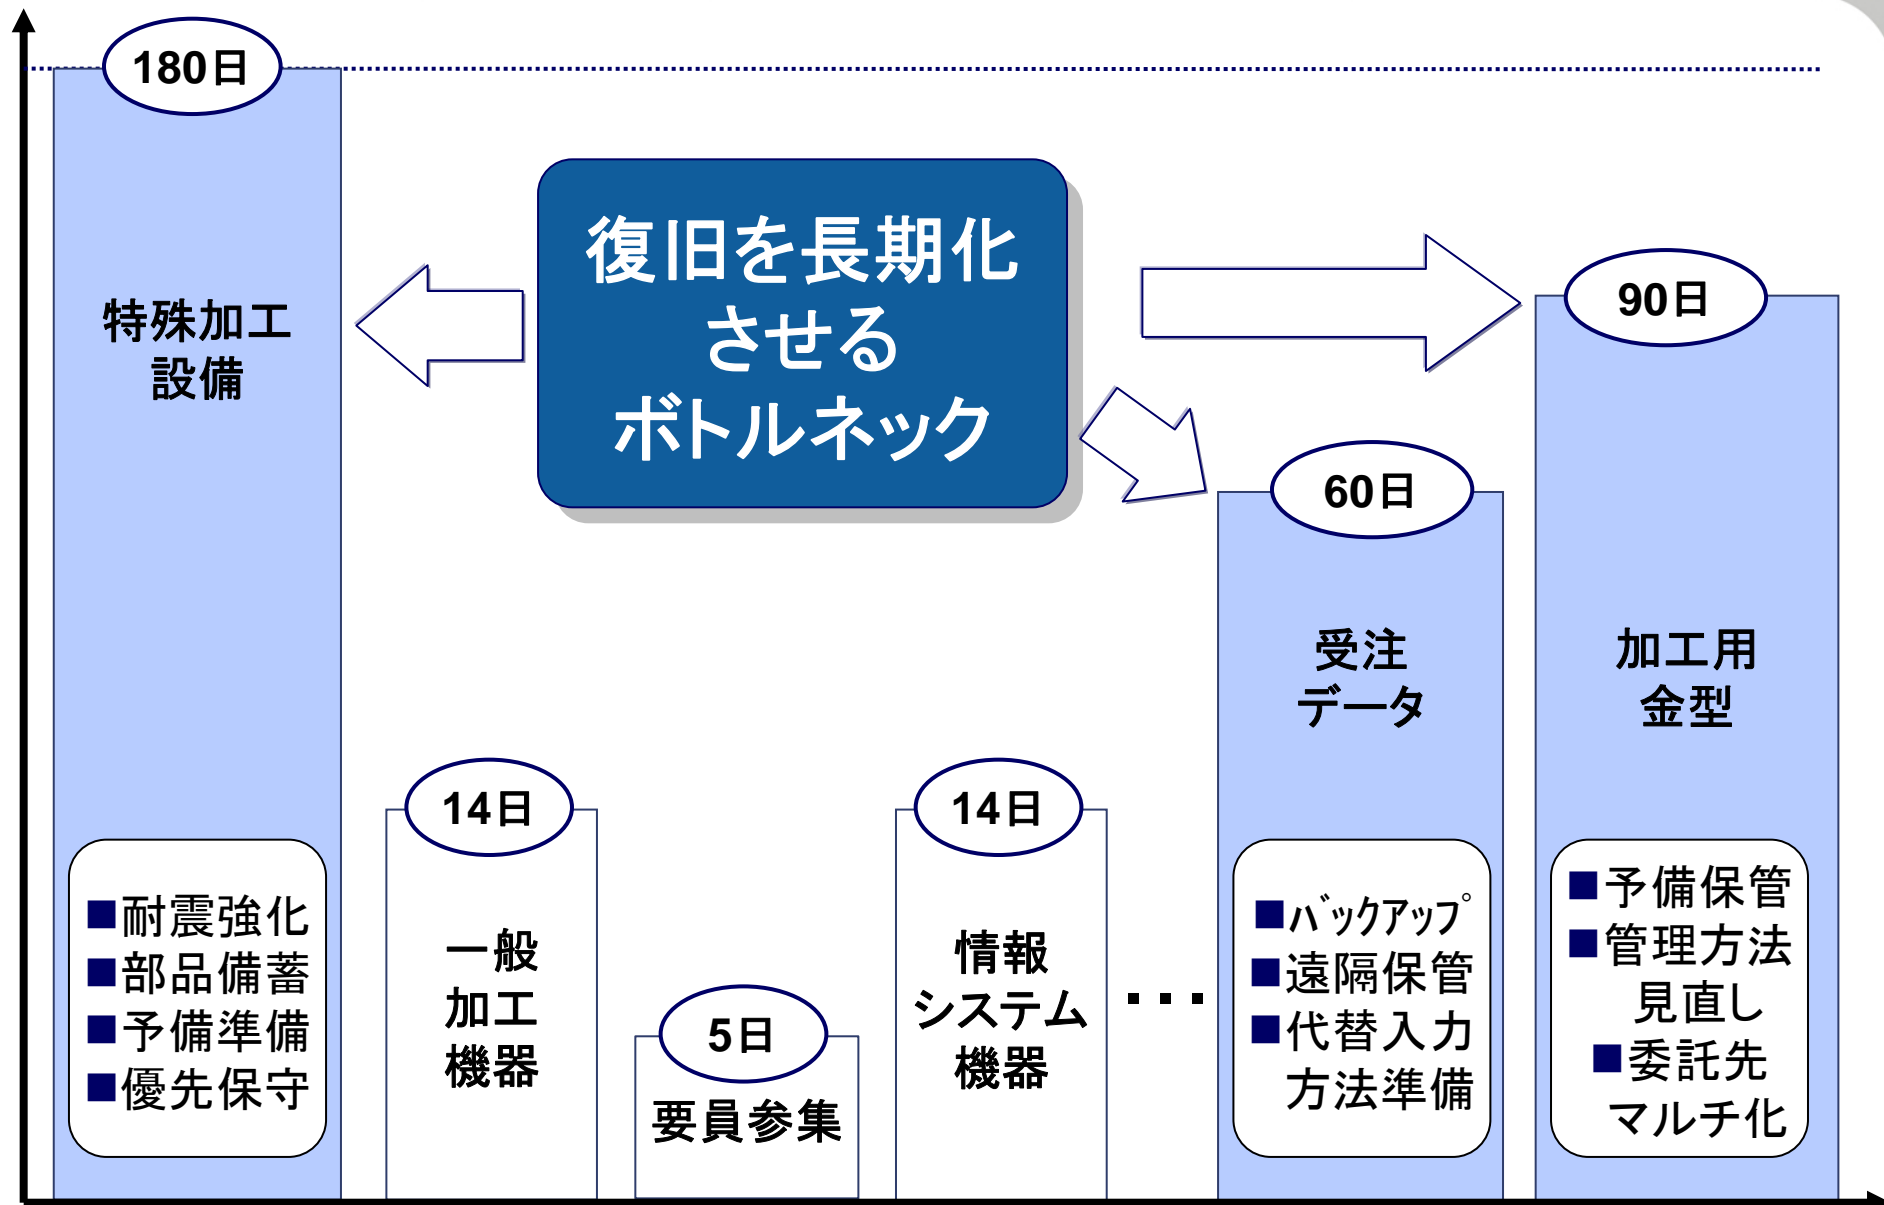 180日
特殊加工
設備
■耐震強化
■部品備蓄
■予備準備
■優先保守
復旧を長期化
させる
ボトルネック
14日
一般
加工
機器
5日
要員参集
14日
情報
システム
機器
・・・
60日
受注
データ
■ﾊﾞｯｸｱｯﾌﾟ
■遠隔保管
■代替入力
方法準備
90日
加工用
金型
■予備保管
■管理方法
見直し
■委託先
マルチ化